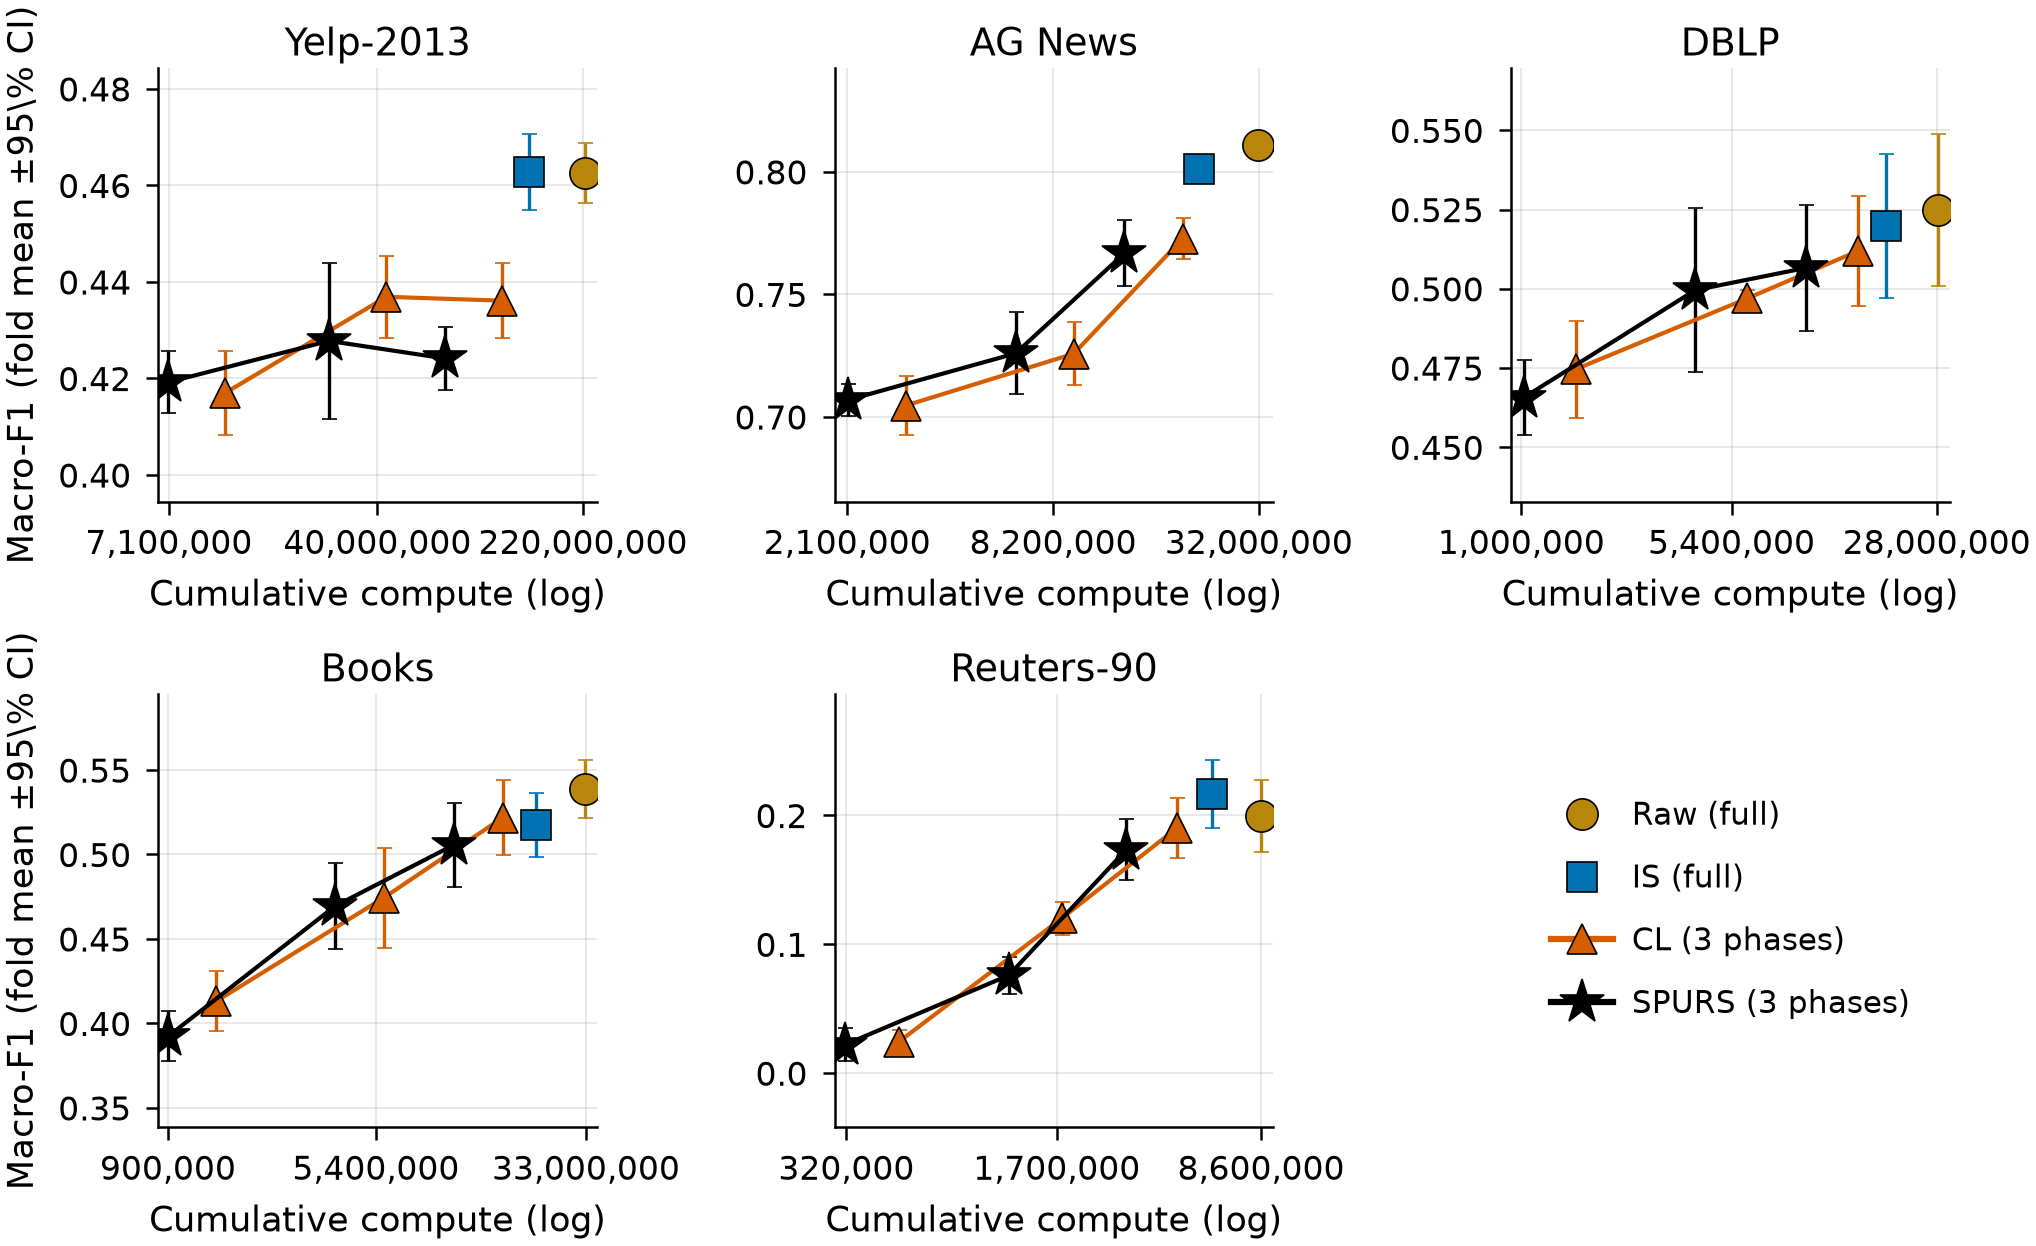 Yelp-2013
AG News
DBLP
Macro-F1 (fold mean ±95\% CI)
0.48
0.46
0.44
0.42
0.40
0.80
0.75
0.70
0.550
0.525
0.500
0.475
0.450
7,100,000 40,000,000 220,000,000
2,100,000 8,200,000 32,000,000
1,000,000 5,400,000 28,000,000
Cumulative compute (log)
Cumulative compute (log)
Cumulative compute (log)
Books
Reuters-90
Macro-F1 (fold mean ±95\% CI)
0.55
0.50
0.45
0.40
0.35
0.2
0.1
0.0
Raw (full)
IS (full)
CL (3 phases)
SPURS (3 phases)
900,000 5,400,000 33,000,000
320,000 1,700,000 8,600,000
Cumulative compute (log)
Cumulative compute (log)